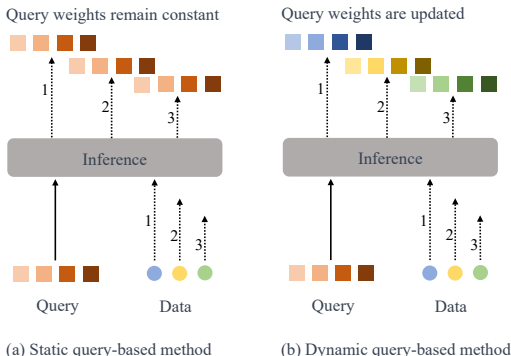 Query weights remain constant
1
2
3
Inference
1
2
3
Query
Data
(a) Static query-based method
Query weights are updated
1
2
3
Inference
1
2
3
Query
Data
(b) Dynamic query-based method